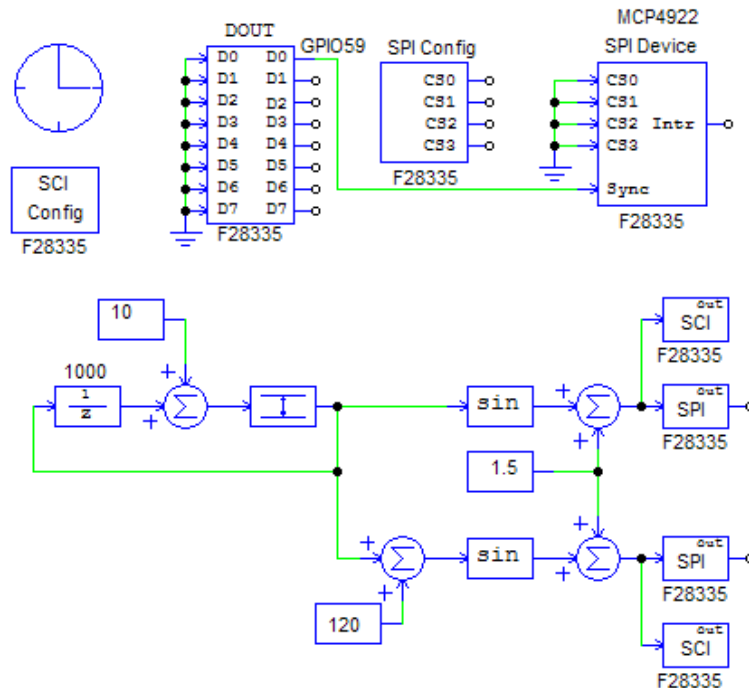 MCP4922
DOUT
GPIO59
SPI Config
SPI Device
D0 D0
D1 D1
D2 D2
D3 D3
D4 D4
D5 D5
D6 D6
D7 D7
F28335
CS0
CS1
CS2
CS3
F28335
CS0
CS1
CS2 Intr
CS3
Sync
F28335
SCI
Config
F28335
10
out
SCI
F28335
1000
1
z
+
+
Σ
sin
+
+
Σ
out
SPI
F28335
1.5
+
+
Σ
sin
+
+
Σ
out
SPI
F28335
120
out
SCI
F28335